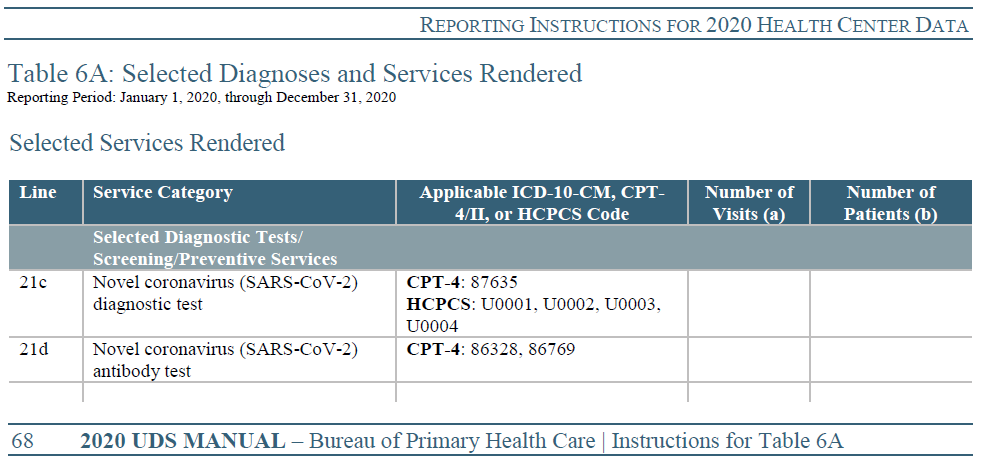 REPORTING INSTRUCTIONS FOR 2020 HEALTH CENTER DATA
Table 6A: Selected Diagnoses and Services Rendered
Reporting Period: January 1, 2020, through December 31, 2020
Selected Services Rendered
Line
Service Category
Applicable ICD-10-CM, CPT-
4/II, or HCPCS Code
Number of
Visits (a)
Number of
Patients (b)
Selected Diagnostic Tests/
Screening/Preventive Services
21c
Novel coronavirus (SARS-CoV-2)
diagnostic test
CPT-4: 87635
HCPCS: U0001, U0002, U0003,
U0004
21d
Novel coronavirus (SARS-CoV-2)
antibody test
CPT-4: 86328, 86769
68 2020 UDS MANUAL – Bureau of Primary Health Care | Instructions for Table 6A